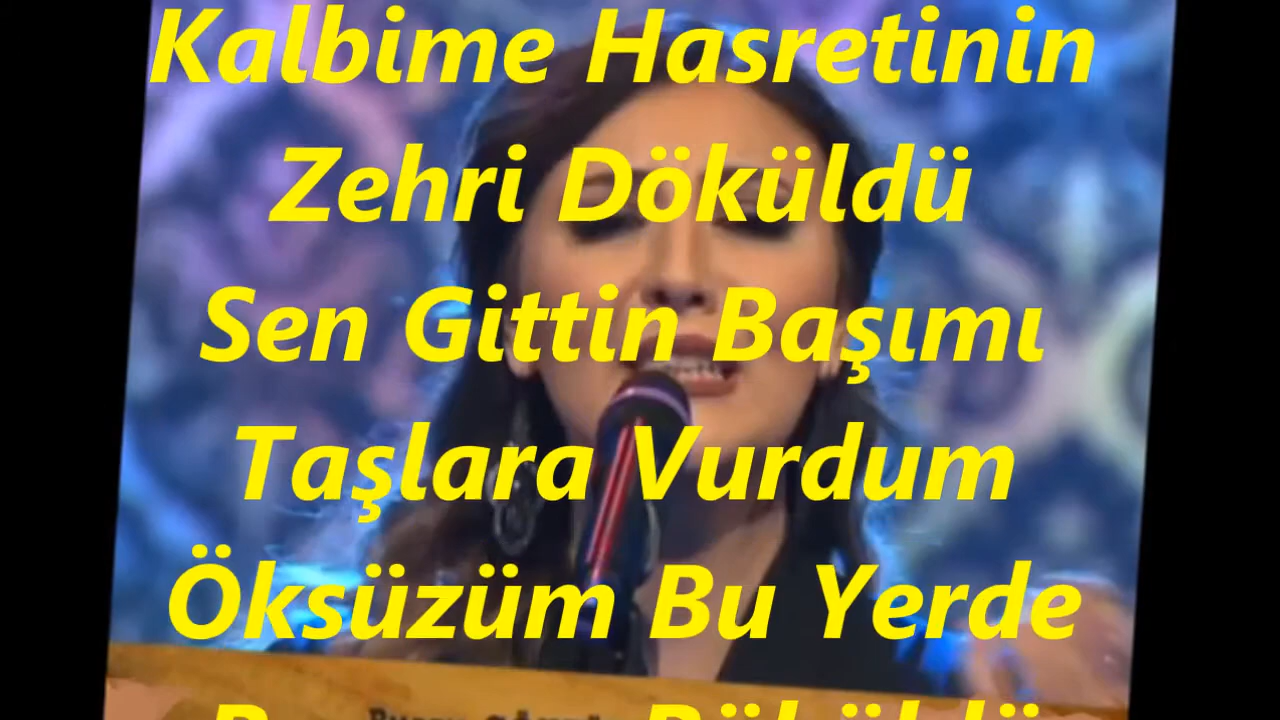 Kalbime Hasretinin
Zehri Döküldü
Sen Gittin Başımı
Taşlara Vurdum
Öksüzüm Bu Yerde